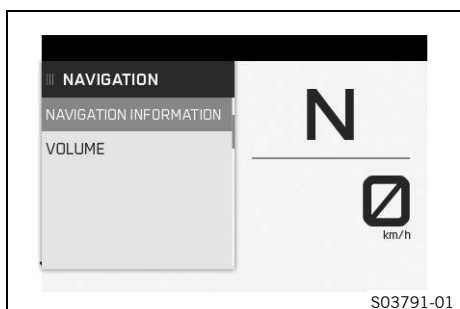 NAVIGATION
NAVIGATION INFORMATION
VOLUME
N
0
km/h
S03791-01